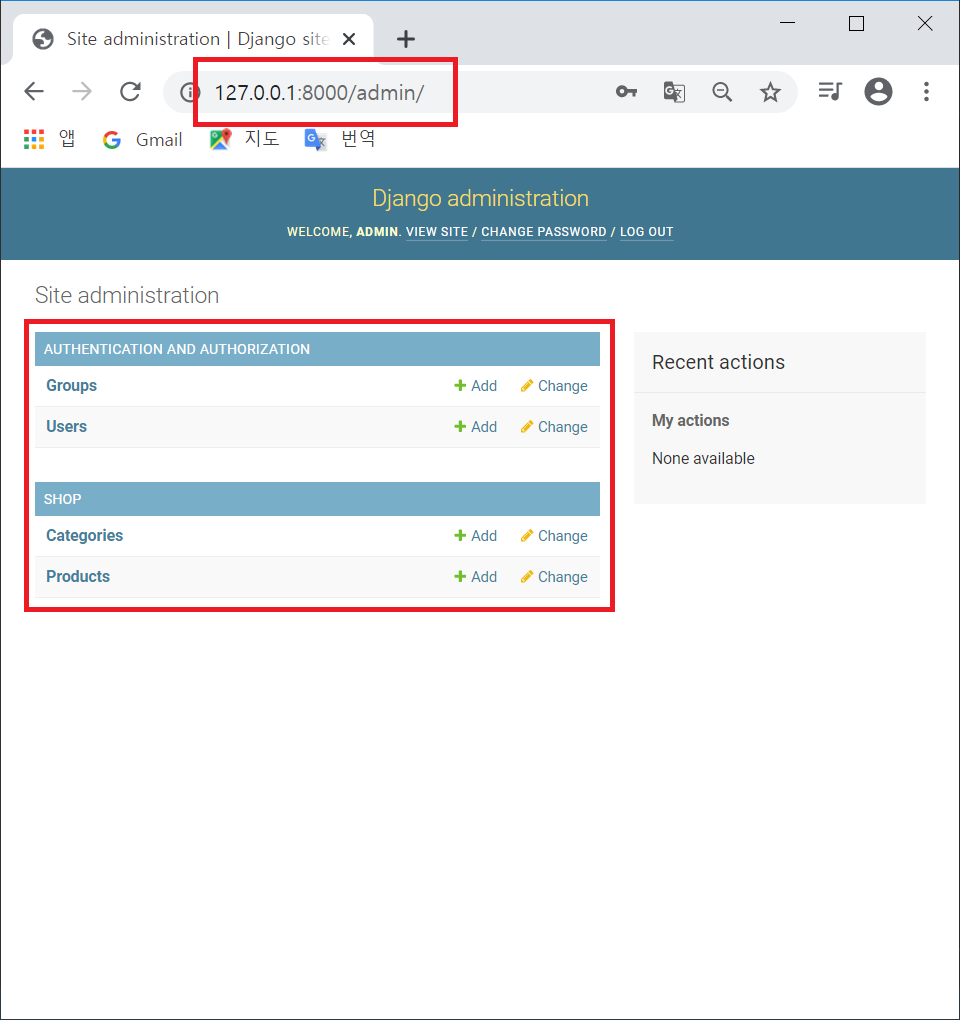 Site administration | Django site
127.0.0.1:8000/admin/
앱 Gmail 지도 번역
Django administration
WELCOME, ADMIN. VIEW SITE / CHANGE PASSWORD / LOG OUT
Site administration
AUTHENTICATION AND AUTHORIZATION
Groups Add Change
Users Add Change
SHOP
Categories Add Change
Products Add Change
Recent actions
My actions
None available